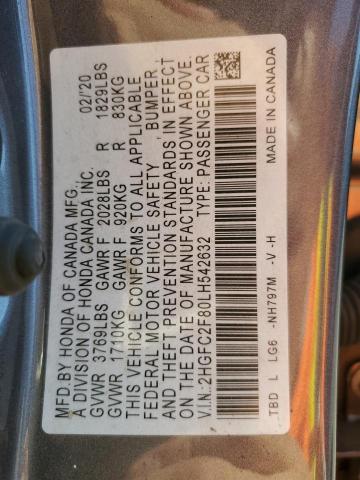 MFD.BY HONDA OF CANADA MFG., 02/'20
A DIVISION OF HONDA CANADA INC.
GVWR 3769LBS GAWR F 2028LBS R 1829LBS
GVWR 1710KG GAWR F 920KG R 830KG
THIS VEHICLE CONFORMS TO ALL APPLICABLE
FEDERAL MOTOR VEHICLE SAFETY, BUMPER,
AND THEFT PREVENTION STANDARDS IN EFFECT
ON THE DATE OF MANUFACTURE SHOWN ABOVE.
V.I.N.:2HGFC2F80LH542632 TYPE: PASSENGER CAR
TBD L LG6 -NH797M -V -H MADE IN CANADA